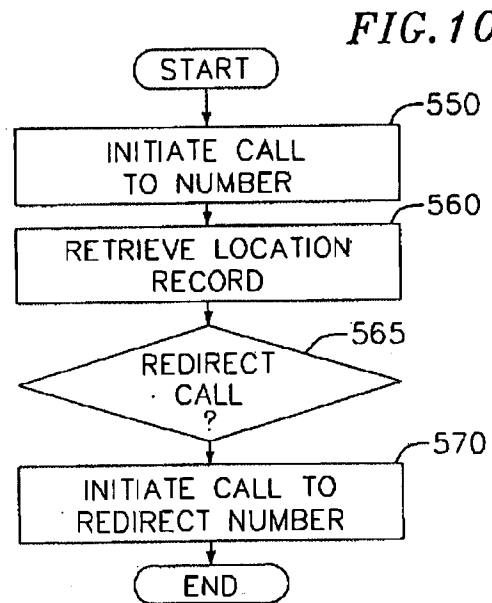 FIG. 10
START
550
INITIATE CALL
TO NUMBER
560
RETRIEVE LOCATION
RECORD
565
REDIRECT
CALL
?
570
INITIATE CALL TO
REDIRECT NUMBER
END